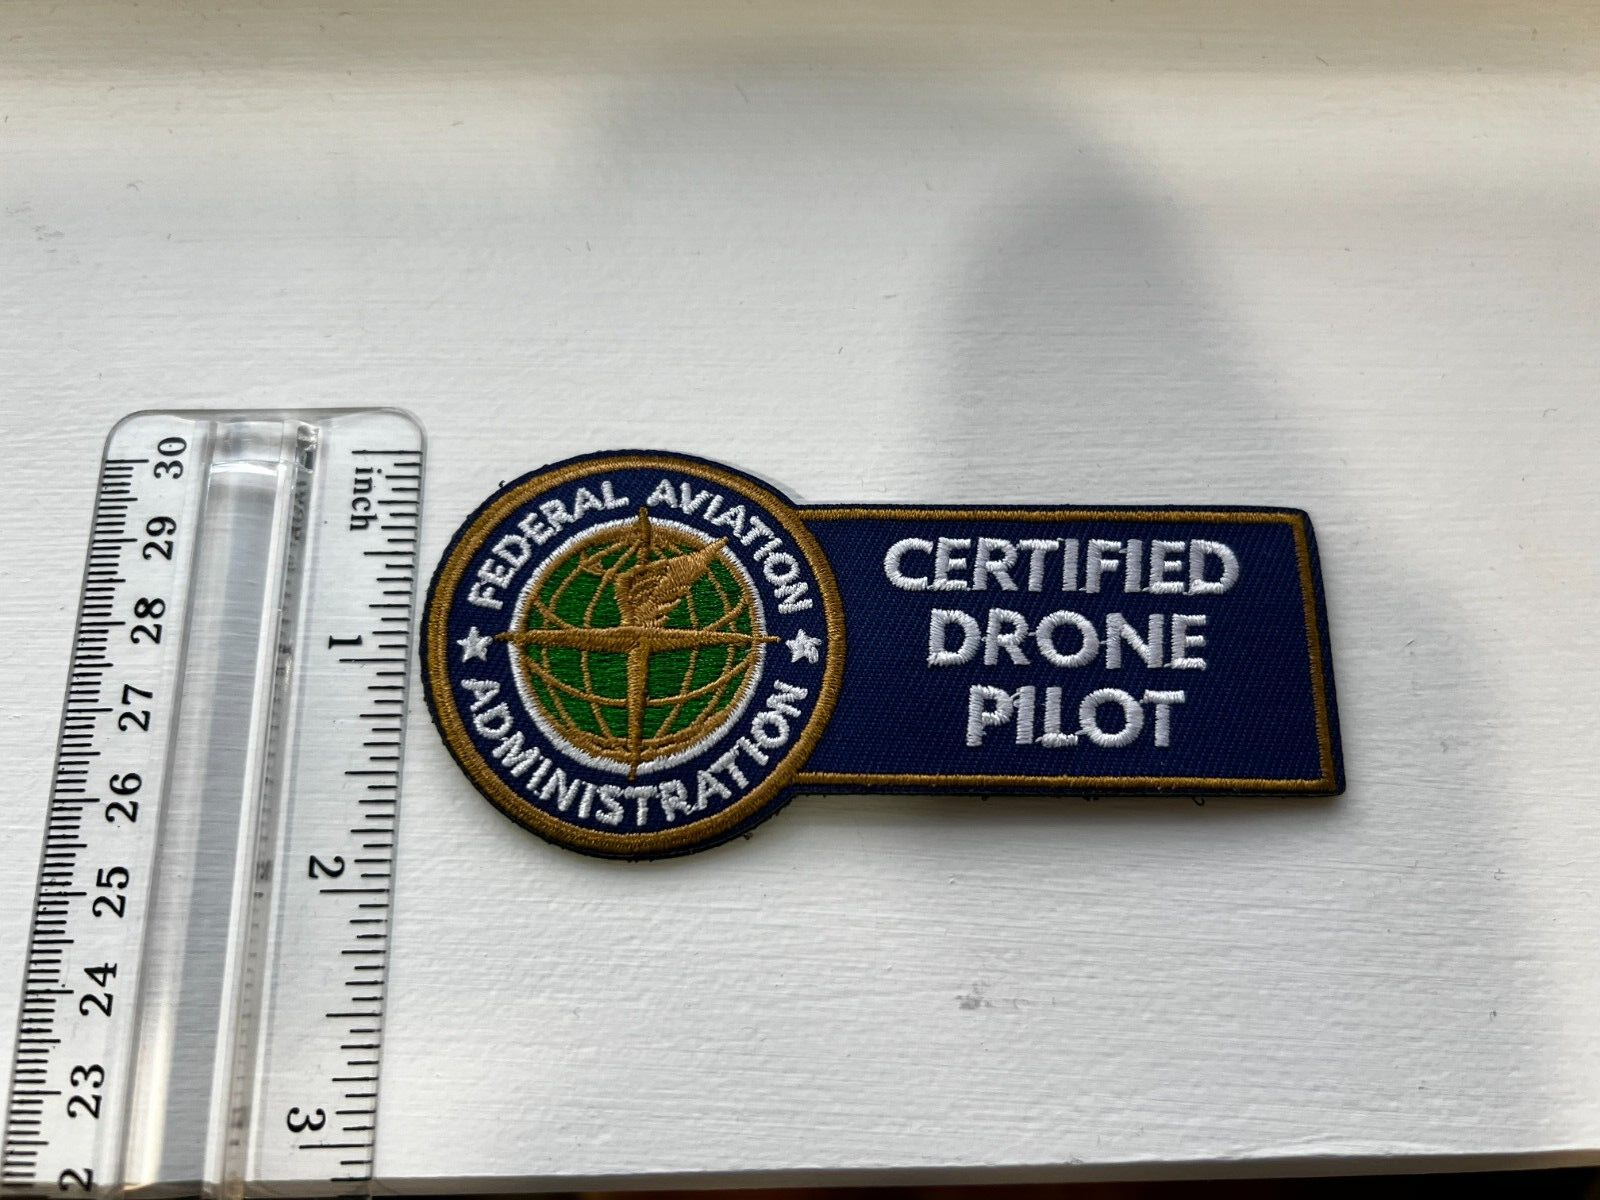 FEDERAL AVIATION
ADMINISTRATION
CERTIFIED
DRONE
PILOT
30
29
28
27
26
25
24
23
2
inch
1
2
3